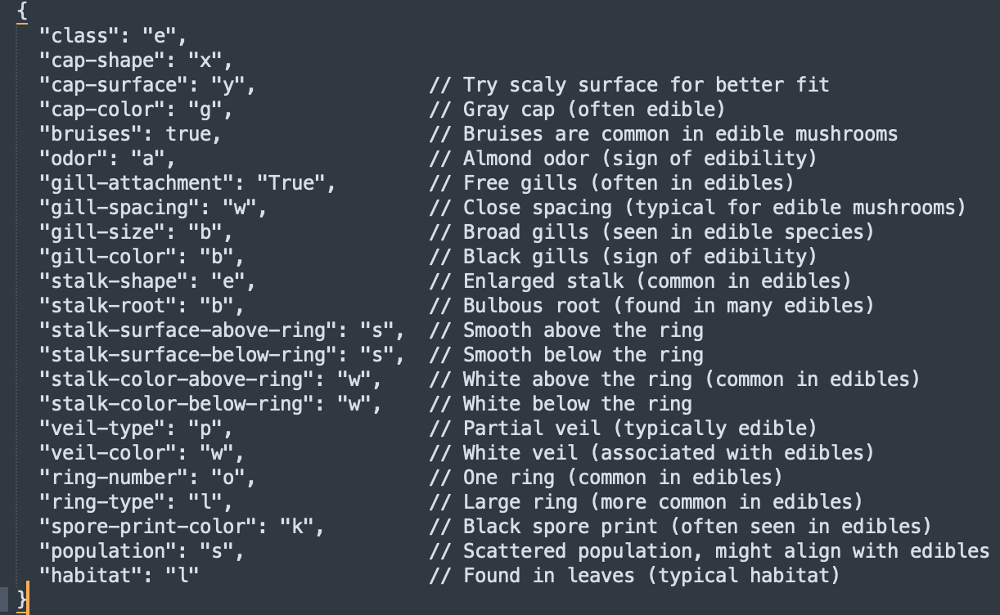 {
"class": "e",
"cap-shape": "x",
"cap-surface": "y", // Try scaly surface for better fit
"cap-color": "g", // Gray cap (often edible)
"bruises": true, // Bruises are common in edible mushrooms
"odor": "a", // Almond odor (sign of edibility)
"gill-attachment": "True", // Free gills (often in edibles)
"gill-spacing": "w", // Close spacing (typical for edible mushrooms)
"gill-size": "b", // Broad gills (seen in edible species)
"gill-color": "b", // Black gills (sign of edibility)
"stalk-shape": "e", // Enlarged stalk (common in edibles)
"stalk-root": "b", // Bulbous root (found in many edibles)
"stalk-surface-above-ring": "s", // Smooth above the ring
"stalk-surface-below-ring": "s", // Smooth below the ring
"stalk-color-above-ring": "w", // White above the ring (common in edibles)
"stalk-color-below-ring": "w", // White below the ring
"veil-type": "p", // Partial veil (typically edible)
"veil-color": "w", // White veil (associated with edibles)
"ring-number": "o", // One ring (common in edibles)
"ring-type": "l", // Large ring (more common in edibles)
"spore-print-color": "k", // Black spore print (often seen in edibles)
"population": "s", // Scattered population, might align with edibles
"habitat": "l" // Found in leaves (typical habitat)
}